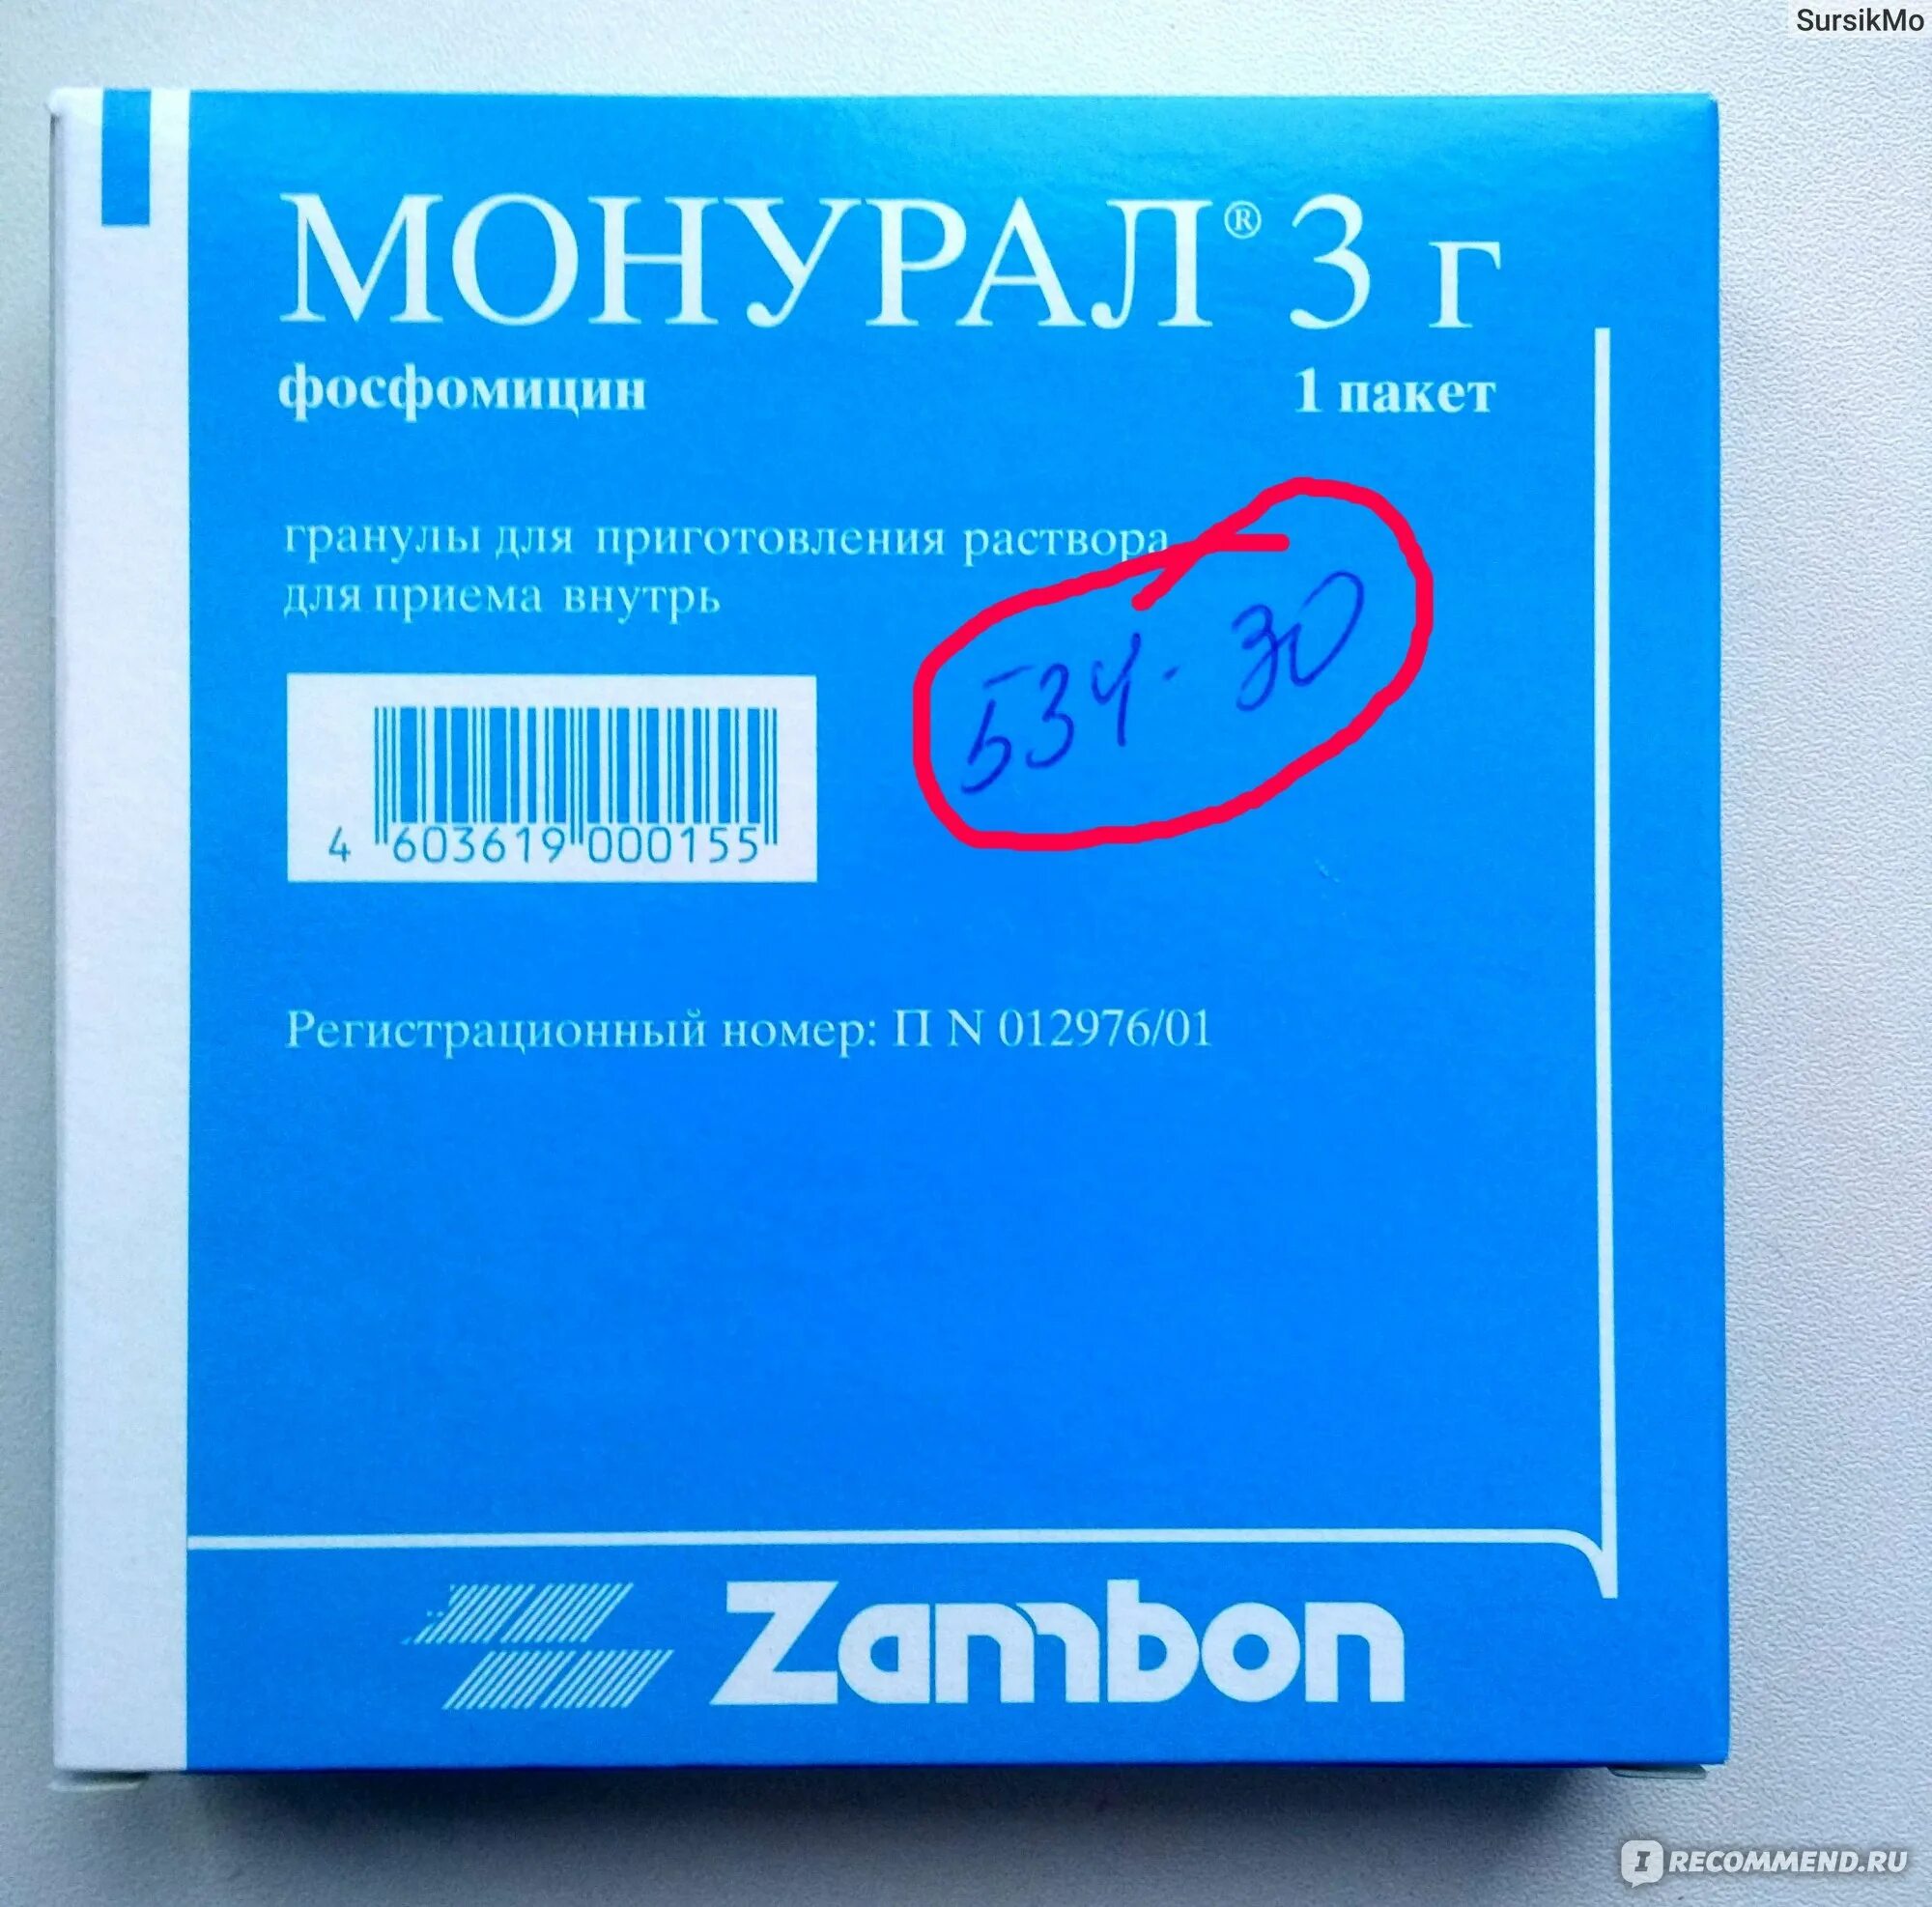 SursikMo
МОНУРАЛ® 3 г
фосфомицин 1 пакет
гранулы для приготовления раствора
для приема внутрь
534-30
4 603619 000155
Регистрационный номер: П N 012976/01
Zambon
I RECOMMEND.RU